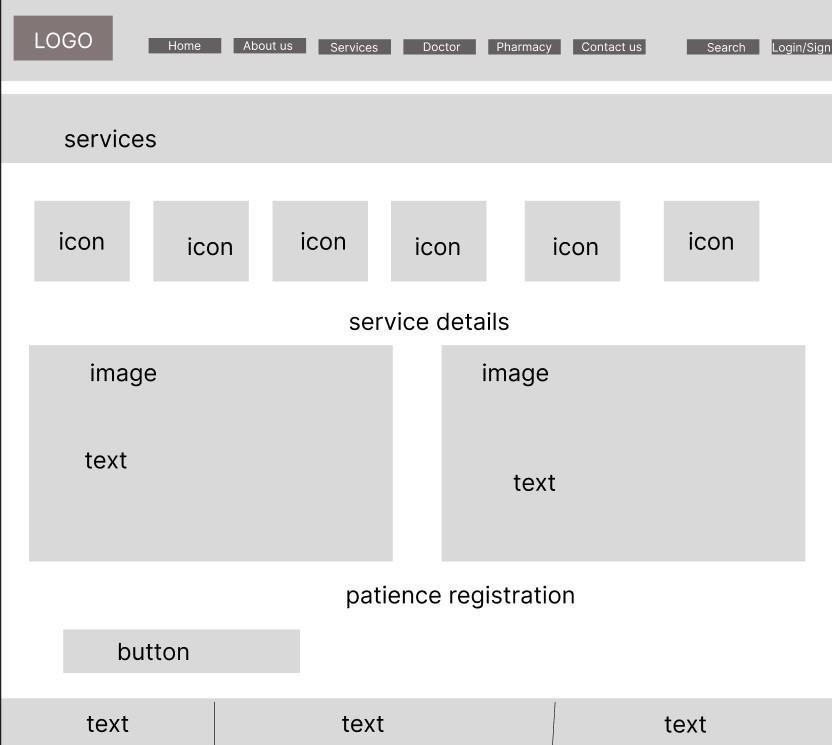 LOGO
Home
About us
Services
Doctor
Pharmacy
Contact us
Search
Login/Sign
services
icon
icon
icon
icon
icon
icon
service details
image
image
text
text
patience registration
button
text
text
text